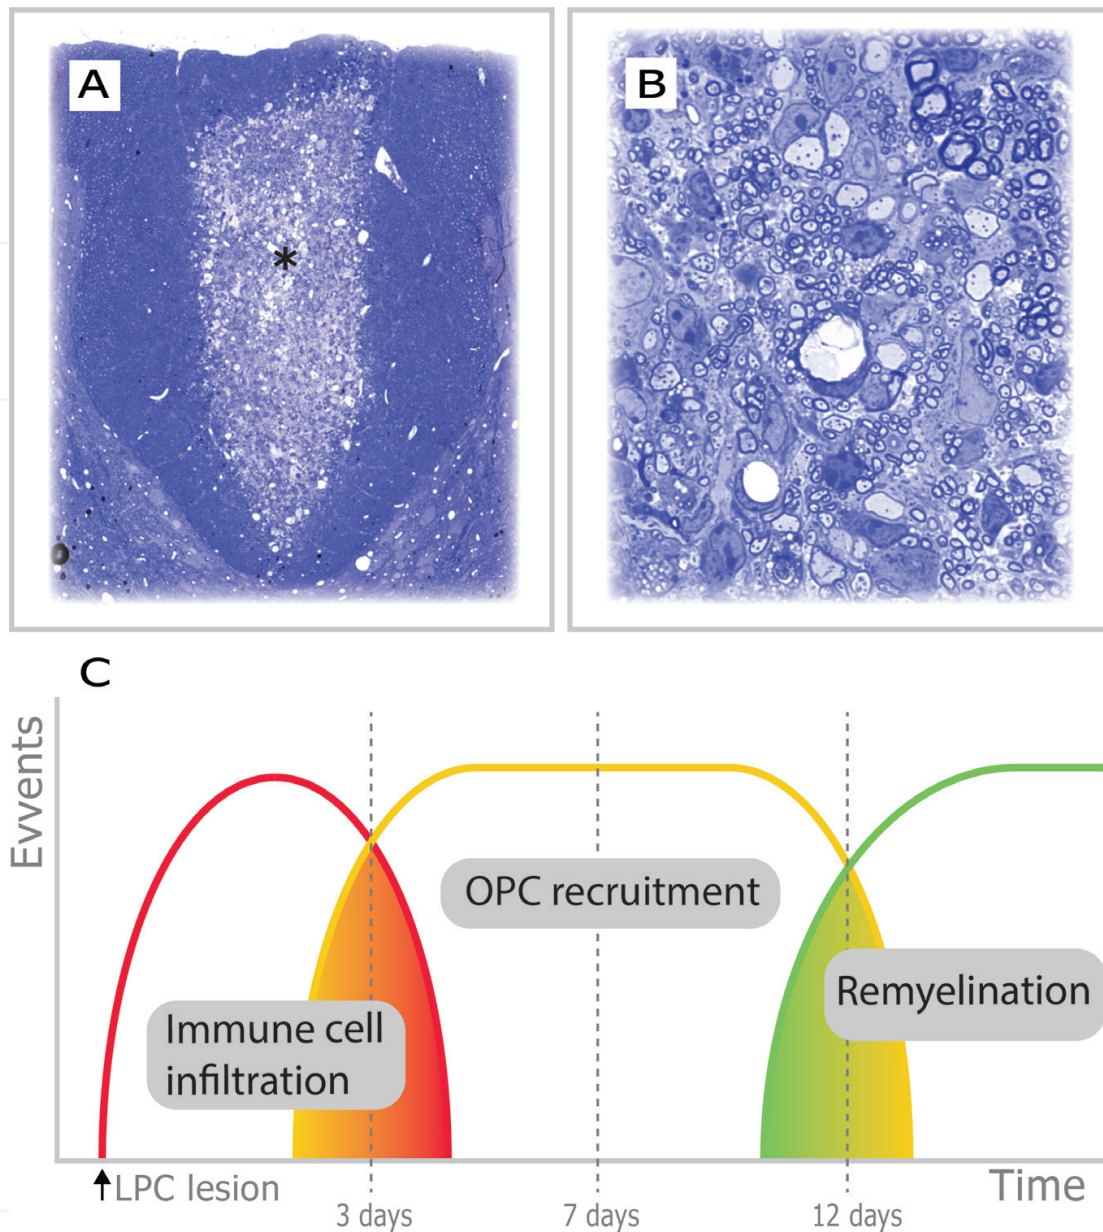 A
B
*
C
Evvents
OPC recruitment
Remyelination
Immune cell
infiltration
LPC lesion
Time
3 days
7 days
12 days